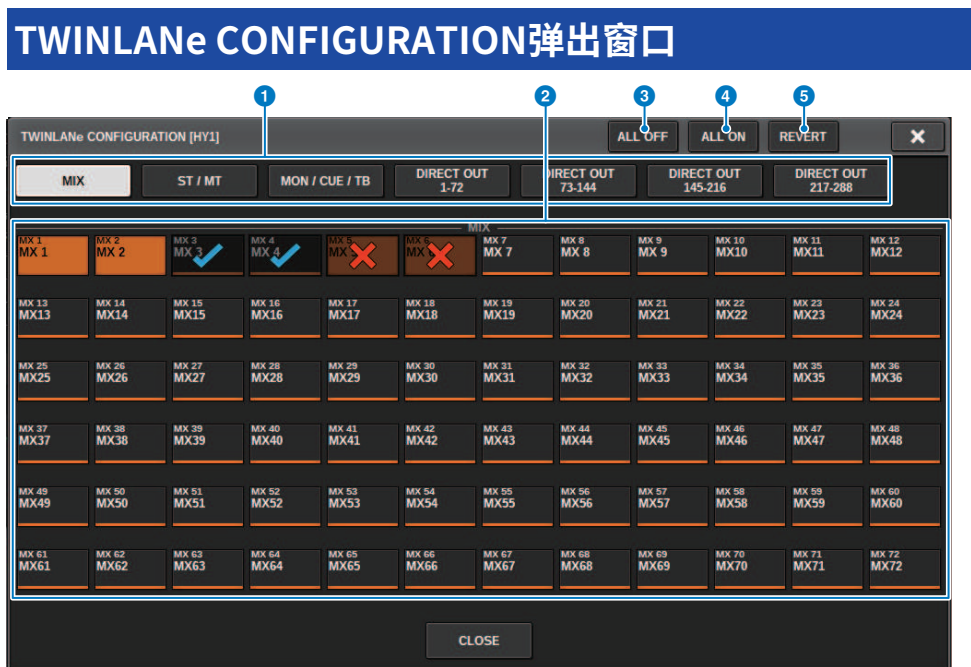 TWINLANe CONFIGURATION弹出窗口
1 2 3 4 5
TWINLANe CONFIGURATION [HY1] ALL OFF ALL ON REVERT
MIX ST / MT MON / CUE / TB DIRECT OUT 1-72 DIRECT OUT 73-144 DIRECT OUT 145-216 DIRECT OUT 217-288
MIX
MX 1 MX 2 MX 3 MX 4 MX 5 MX 6 MX 7 MX 8 MX 9 MX 10 MX 11 MX 12
MX 1 MX 2 MX 3 MX 4 MX MX MX 7 MX 8 MX 9 MX10 MX11 MX12
MX 13 MX 14 MX 15 MX 16 MX 17 MX 18 MX 19 MX 20 MX 21 MX 22 MX 23 MX 24
MX13 MX14 MX15 MX16 MX17 MX18 MX19 MX20 MX21 MX22 MX23 MX24
MX 25 MX 26 MX 27 MX 28 MX 29 MX 30 MX 31 MX 32 MX 33 MX 34 MX 35 MX 36
MX25 MX26 MX27 MX28 MX29 MX30 MX31 MX32 MX33 MX34 MX35 MX36
MX 37 MX 38 MX 39 MX 40 MX 41 MX 42 MX 43 MX 44 MX 45 MX 46 MX 47 MX 48
MX37 MX38 MX39 MX40 MX41 MX42 MX43 MX44 MX45 MX46 MX47 MX48
MX 49 MX 50 MX 51 MX 52 MX 53 MX 54 MX 55 MX 56 MX 57 MX 58 MX 59 MX 60
MX49 MX50 MX51 MX52 MX53 MX54 MX55 MX56 MX57 MX58 MX59 MX60
MX 61 MX 62 MX 63 MX 64 MX 65 MX 66 MX 67 MX 68 MX 69 MX 70 MX 71 MX 72
MX61 MX62 MX63 MX64 MX65 MX66 MX67 MX68 MX69 MX70 MX71 MX72
CLOSE